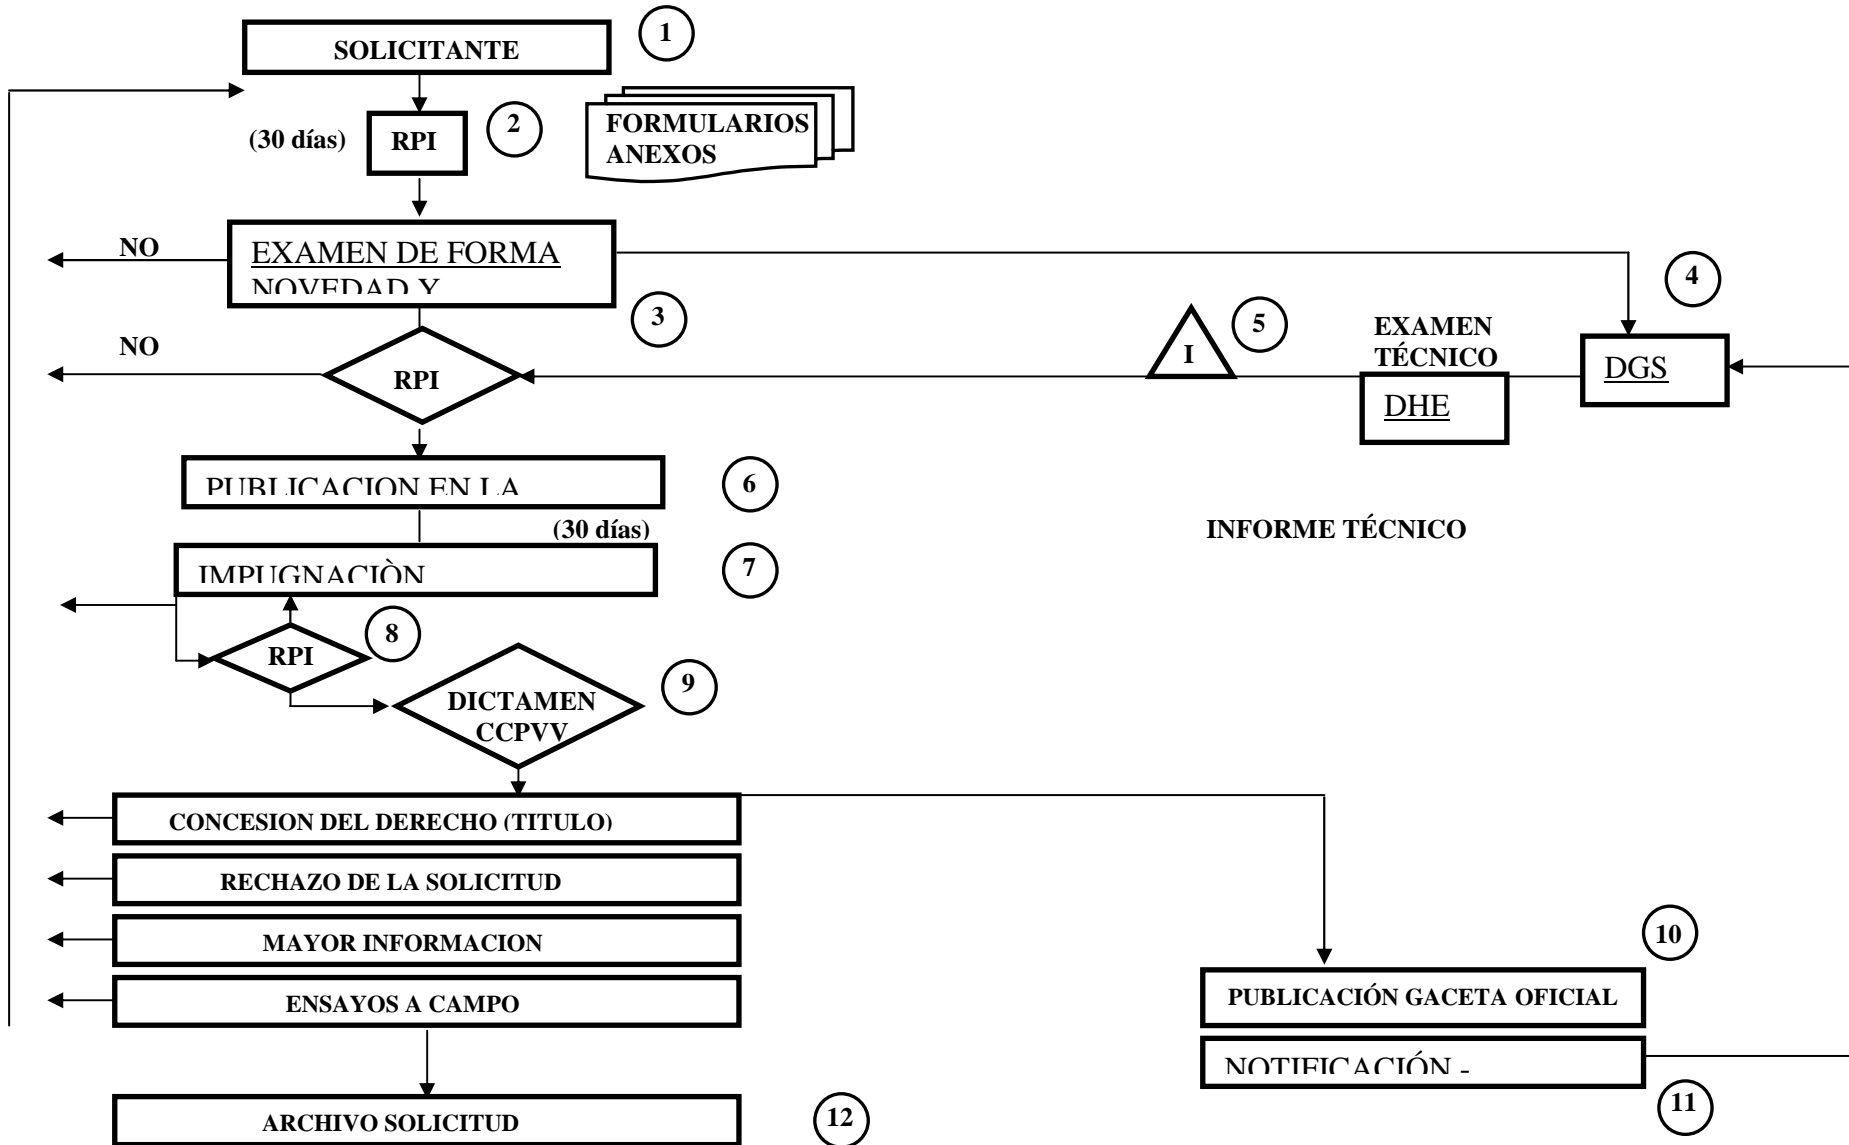 1
SOLICITANTE
2
(30 días)
RPI
FORMULARIOS
ANEXOS
NO
EXAMEN DE FORMA
NOVEDAD Y
3
4
NO
RPI
I
5
EXAMEN
TÉCNICO
DHE
DGS
PUBLICACION EN LA
6
(30 días)
INFORME TÉCNICO
IMPUGNACIÒN
7
8
RPI
9
DICTAMEN
CCPVV
CONCESION DEL DERECHO (TITULO)
RECHAZO DE LA SOLICITUD
MAYOR INFORMACION
10
ENSAYOS A CAMPO
PUBLICACIÓN GACETA OFICIAL
NOTIFICACIÓN -
11
ARCHIVO SOLICITUD
12